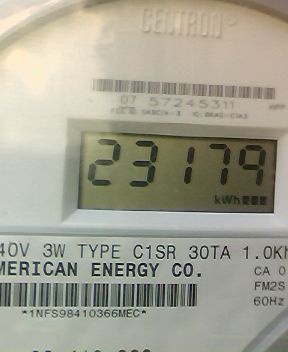 CENTRON®
07 57245311
23179
kWh
40V 3W TYPE C1SR 30TA 1.0Kh
MERICAN ENERGY CO.
CA 0
FM2S
60Hz
*1NFS98410366MEC*